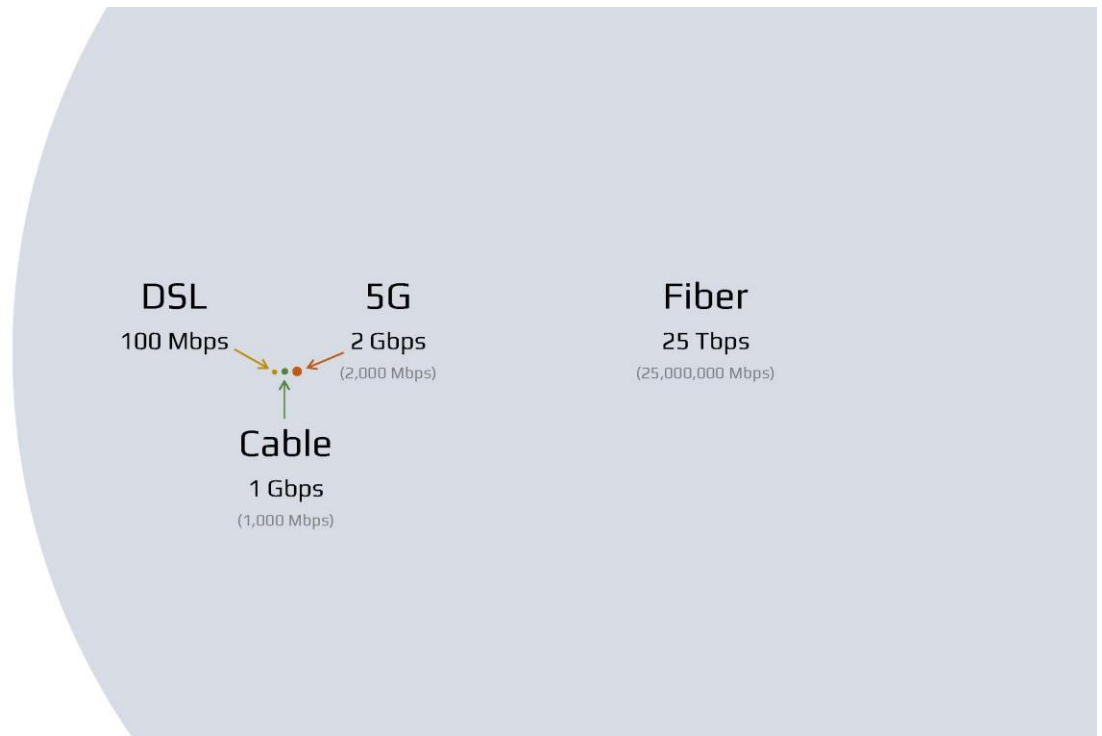 DSL
100 Mbps
5G
2 Gbps
(2,000 Mbps)
Fiber
25 Tbps
(25,000,000 Mbps)
Cable
1 Gbps
(1,000 Mbps)